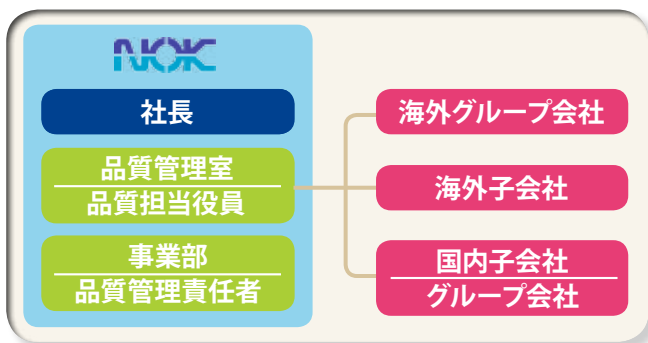 NOK
社長
品質管理室
品質担当役員
事業部
品質管理責任者
海外グループ会社
海外子会社
国内子会社
グループ会社